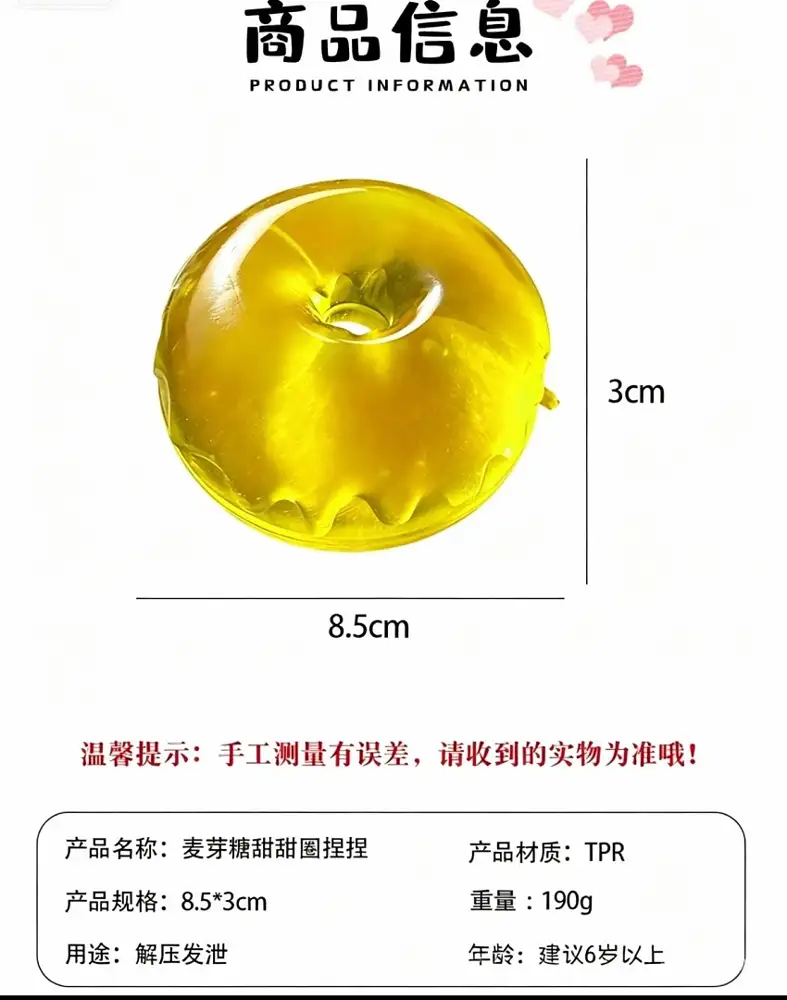 商品信息
PRODUCT INFORMATION
3cm
8.5cm
温馨提示：手工测量有误差，请收到的实物为准哦！
产品名称：麦芽糖甜甜圈捏捏
产品材质：TPR
产品规格：8.5*3cm
重量：190g
用途：解压发泄
年龄：建议6岁以上